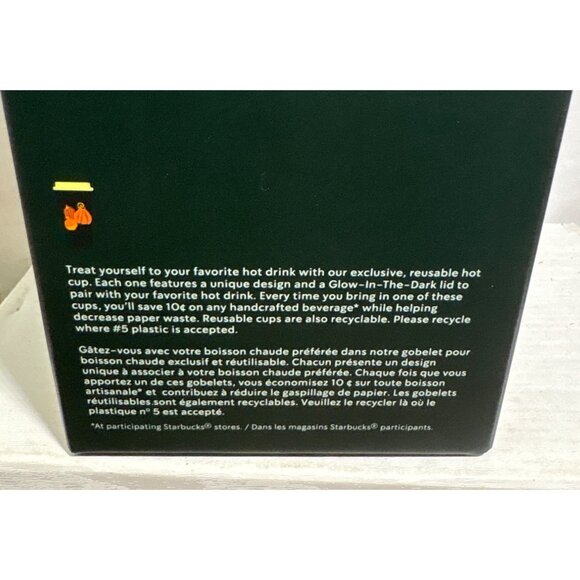 Treat yourself to your favorite hot drink with our exclusive, reusable hot
cup. Each one features a unique design and a Glow-In-The-Dark lid to
pair with your favorite hot drink. Every time you bring in one of these
cups, you'll save 10¢ on any handcrafted beverage* while helping
decrease paper waste. Reusable cups are also recyclable. Please recycle
where #5 plastic is accepted.
Gâtez-vous avec votre boisson chaude préférée dans notre gobelet pour
boisson chaude exclusif et réutilisable. Chacun présente un design
unique à associer à votre boisson chaude préférée. Chaque fois que vous
apportez un de ces gobelets, vous économisez 10 ¢ sur toute boisson
artisanale* et contribuez à réduire le gaspillage de papier. Les gobelets
réutilisables sont également recyclables. Veuillez le recycler là où le
plastique nº 5 est accepté.
*At participating Starbucks® stores. / Dans les magasins Starbucks® participants.